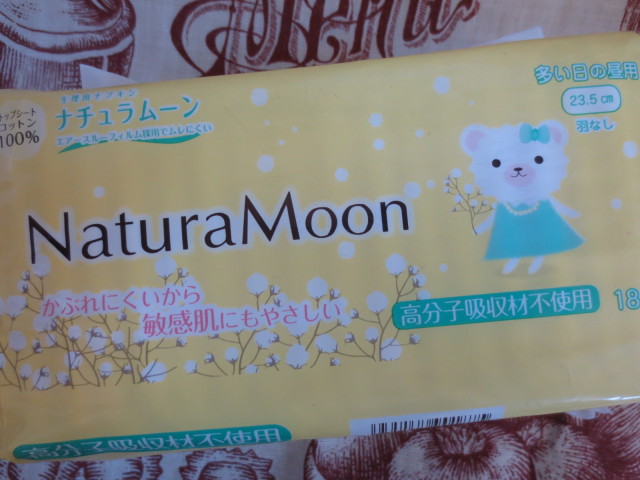 生理用ナプキン
ナチュラムーン
エアースルーフィルム採用でムレにくい
トップシート
コットン
100%
多い日の昼用
23.5cm
羽なし
NaturaMoon
かぶれにくいから
敏感肌にもやさしい
高分子吸収材不使用
18
高分子吸収材不使用